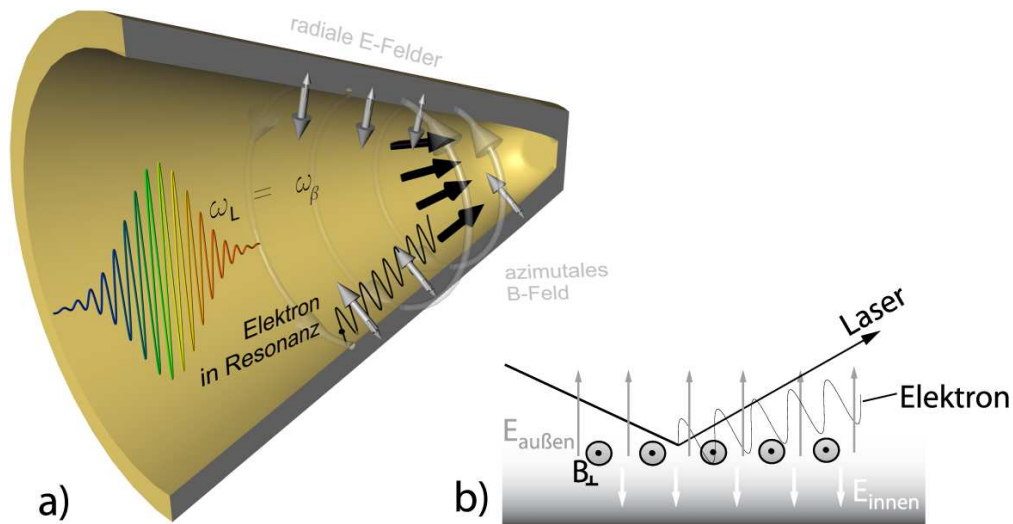 radiale E-Felder
ω_L = ω_β
Elektron
in Resonanz
azimutales
B-Feld
a)
Laser
Elektron
E_außen
B_⊥
E_innen
b)